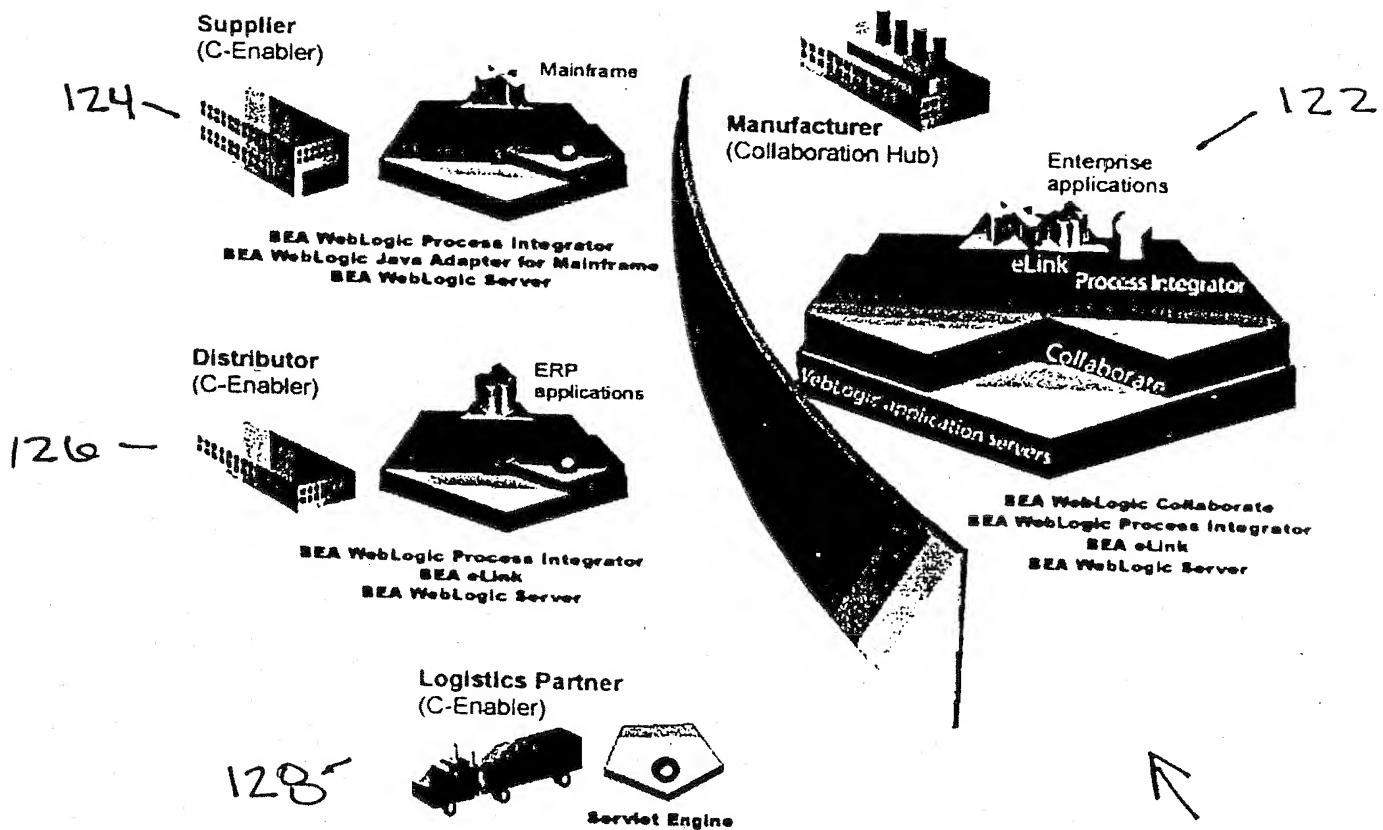 Supplier
(C-Enabler)
Mainframe
124
BEA WebLogic Process Integrator
BEA WebLogic Java Adapter for Mainframe
BEA WebLogic Server
Manufacturer
(Collaboration Hub)
122
Enterprise
applications
eLink
Process Integrator
Collaborate
WebLogic application servers
BEA WebLogic Collaborate
BEA WebLogic Process Integrator
BEA eLink
BEA WebLogic Server
Distributor
(C-Enabler)
ERP
applications
126
BEA WebLogic Process Integrator
BEA eLink
BEA WebLogic Server
Logistics Partner
(C-Enabler)
128
Servlet Engine